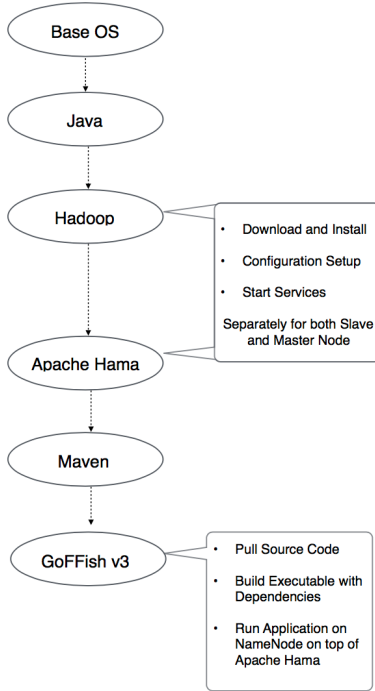 Base OS
Java
Hadoop
• Download and Install
• Configuration Setup
• Start Services
Separately for both Slave
and Master Node
Apache Hama
Maven
GoFFish v3
• Pull Source Code
• Build Executable with
Dependencies
• Run Application on
NameNode on top of
Apache Hama